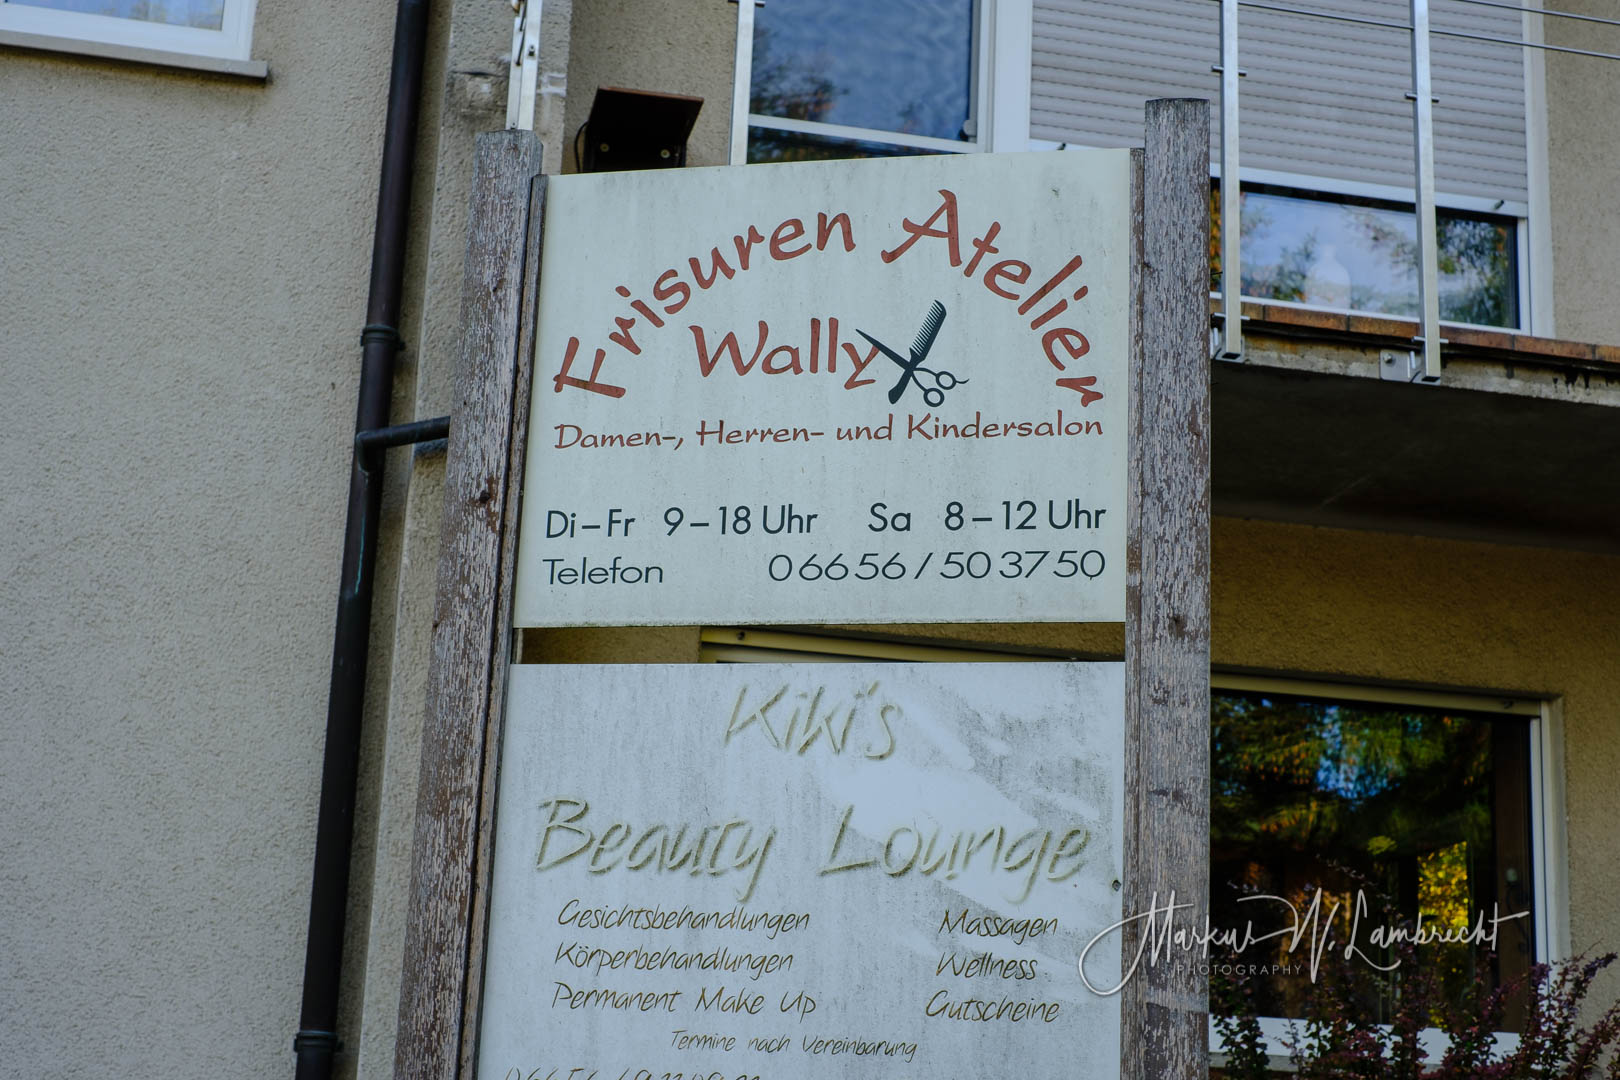 Frisuren Atelier
Wally
Damen-, Herren- und Kindersalon
Di – Fr 9 – 18 Uhr Sa 8 – 12 Uhr
Telefon 06656 / 503750
Kiki's
Beauty Lounge
Gesichtsbehandlungen Massagen
Körperbehandlungen Wellness
Permanent Make Up Gutscheine
Termine nach Vereinbarung
Markus W. Lambrecht
PHOTOGRAPHY